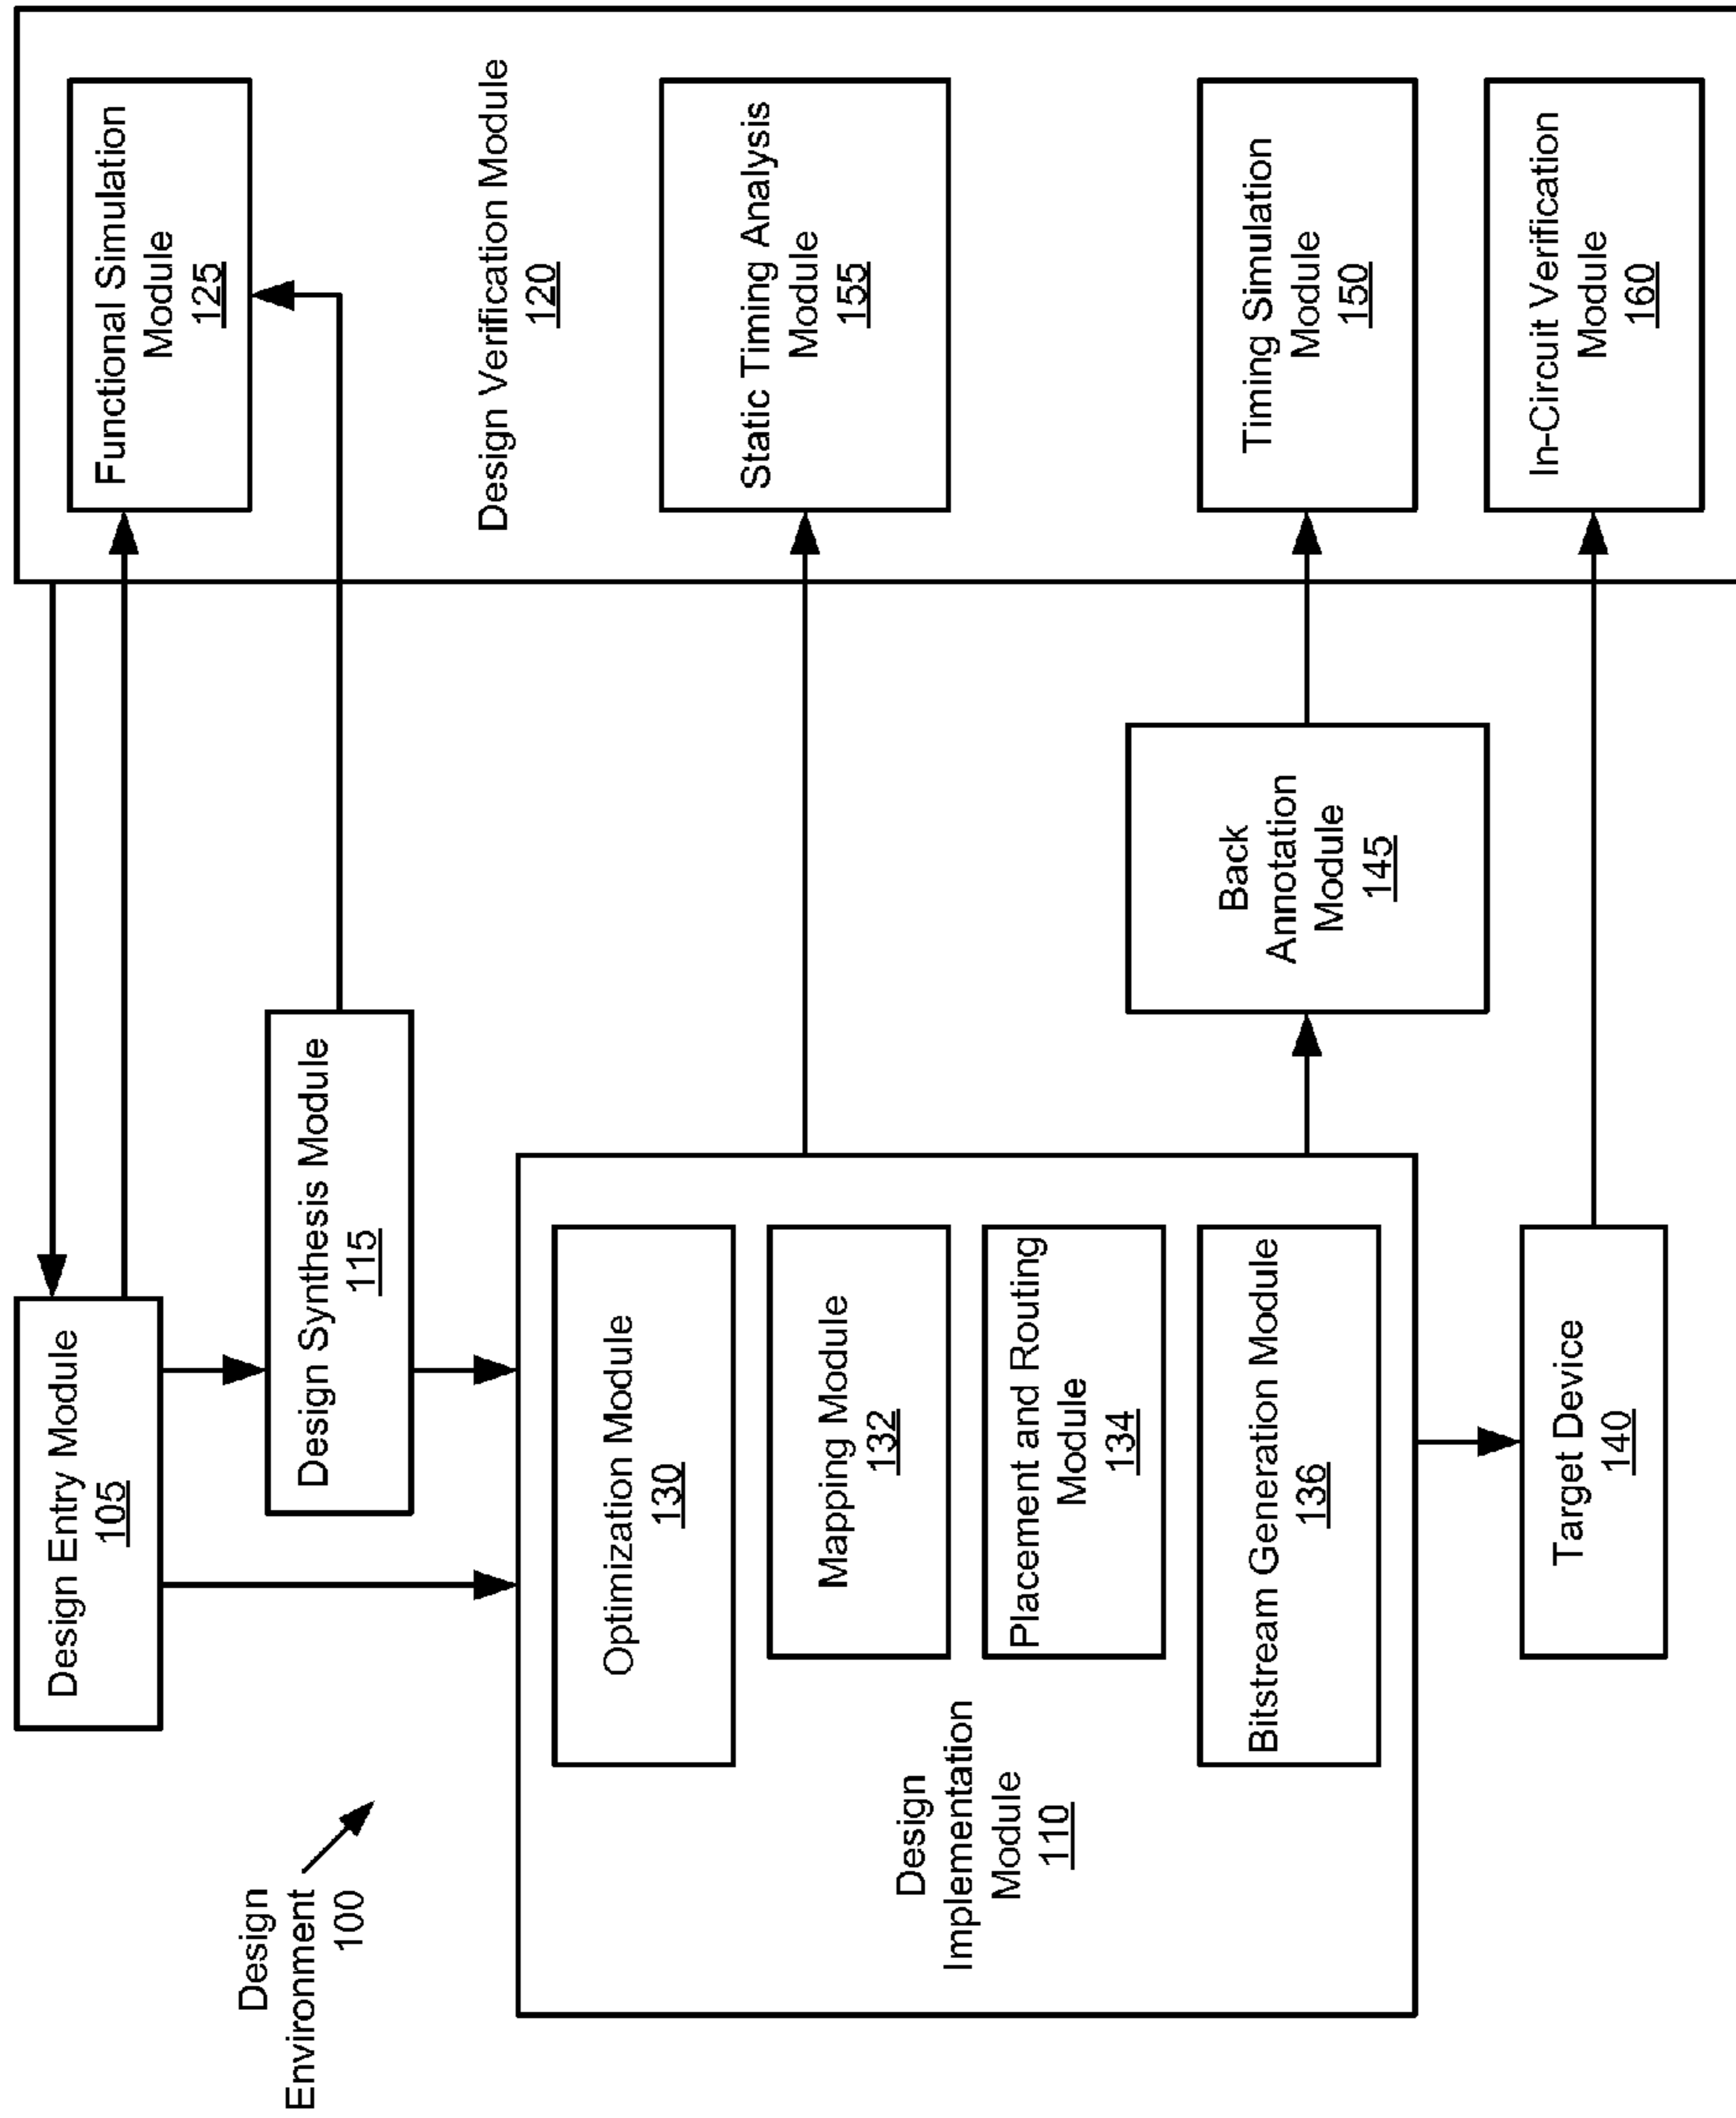 Design
Environment
100
Design Entry Module
105
Design Synthesis Module
115
Design
Implementation
Module
110
Optimization Module
130
Mapping Module
132
Placement and Routing
Module
134
Bitstream Generation Module
136
Target Device
140
Back
Annotation
Module
145
Functional Simulation
Module
125
Design Verification Module
120
Static Timing Analysis
Module
155
Timing Simulation
Module
150
In-Circuit Verification
Module
160